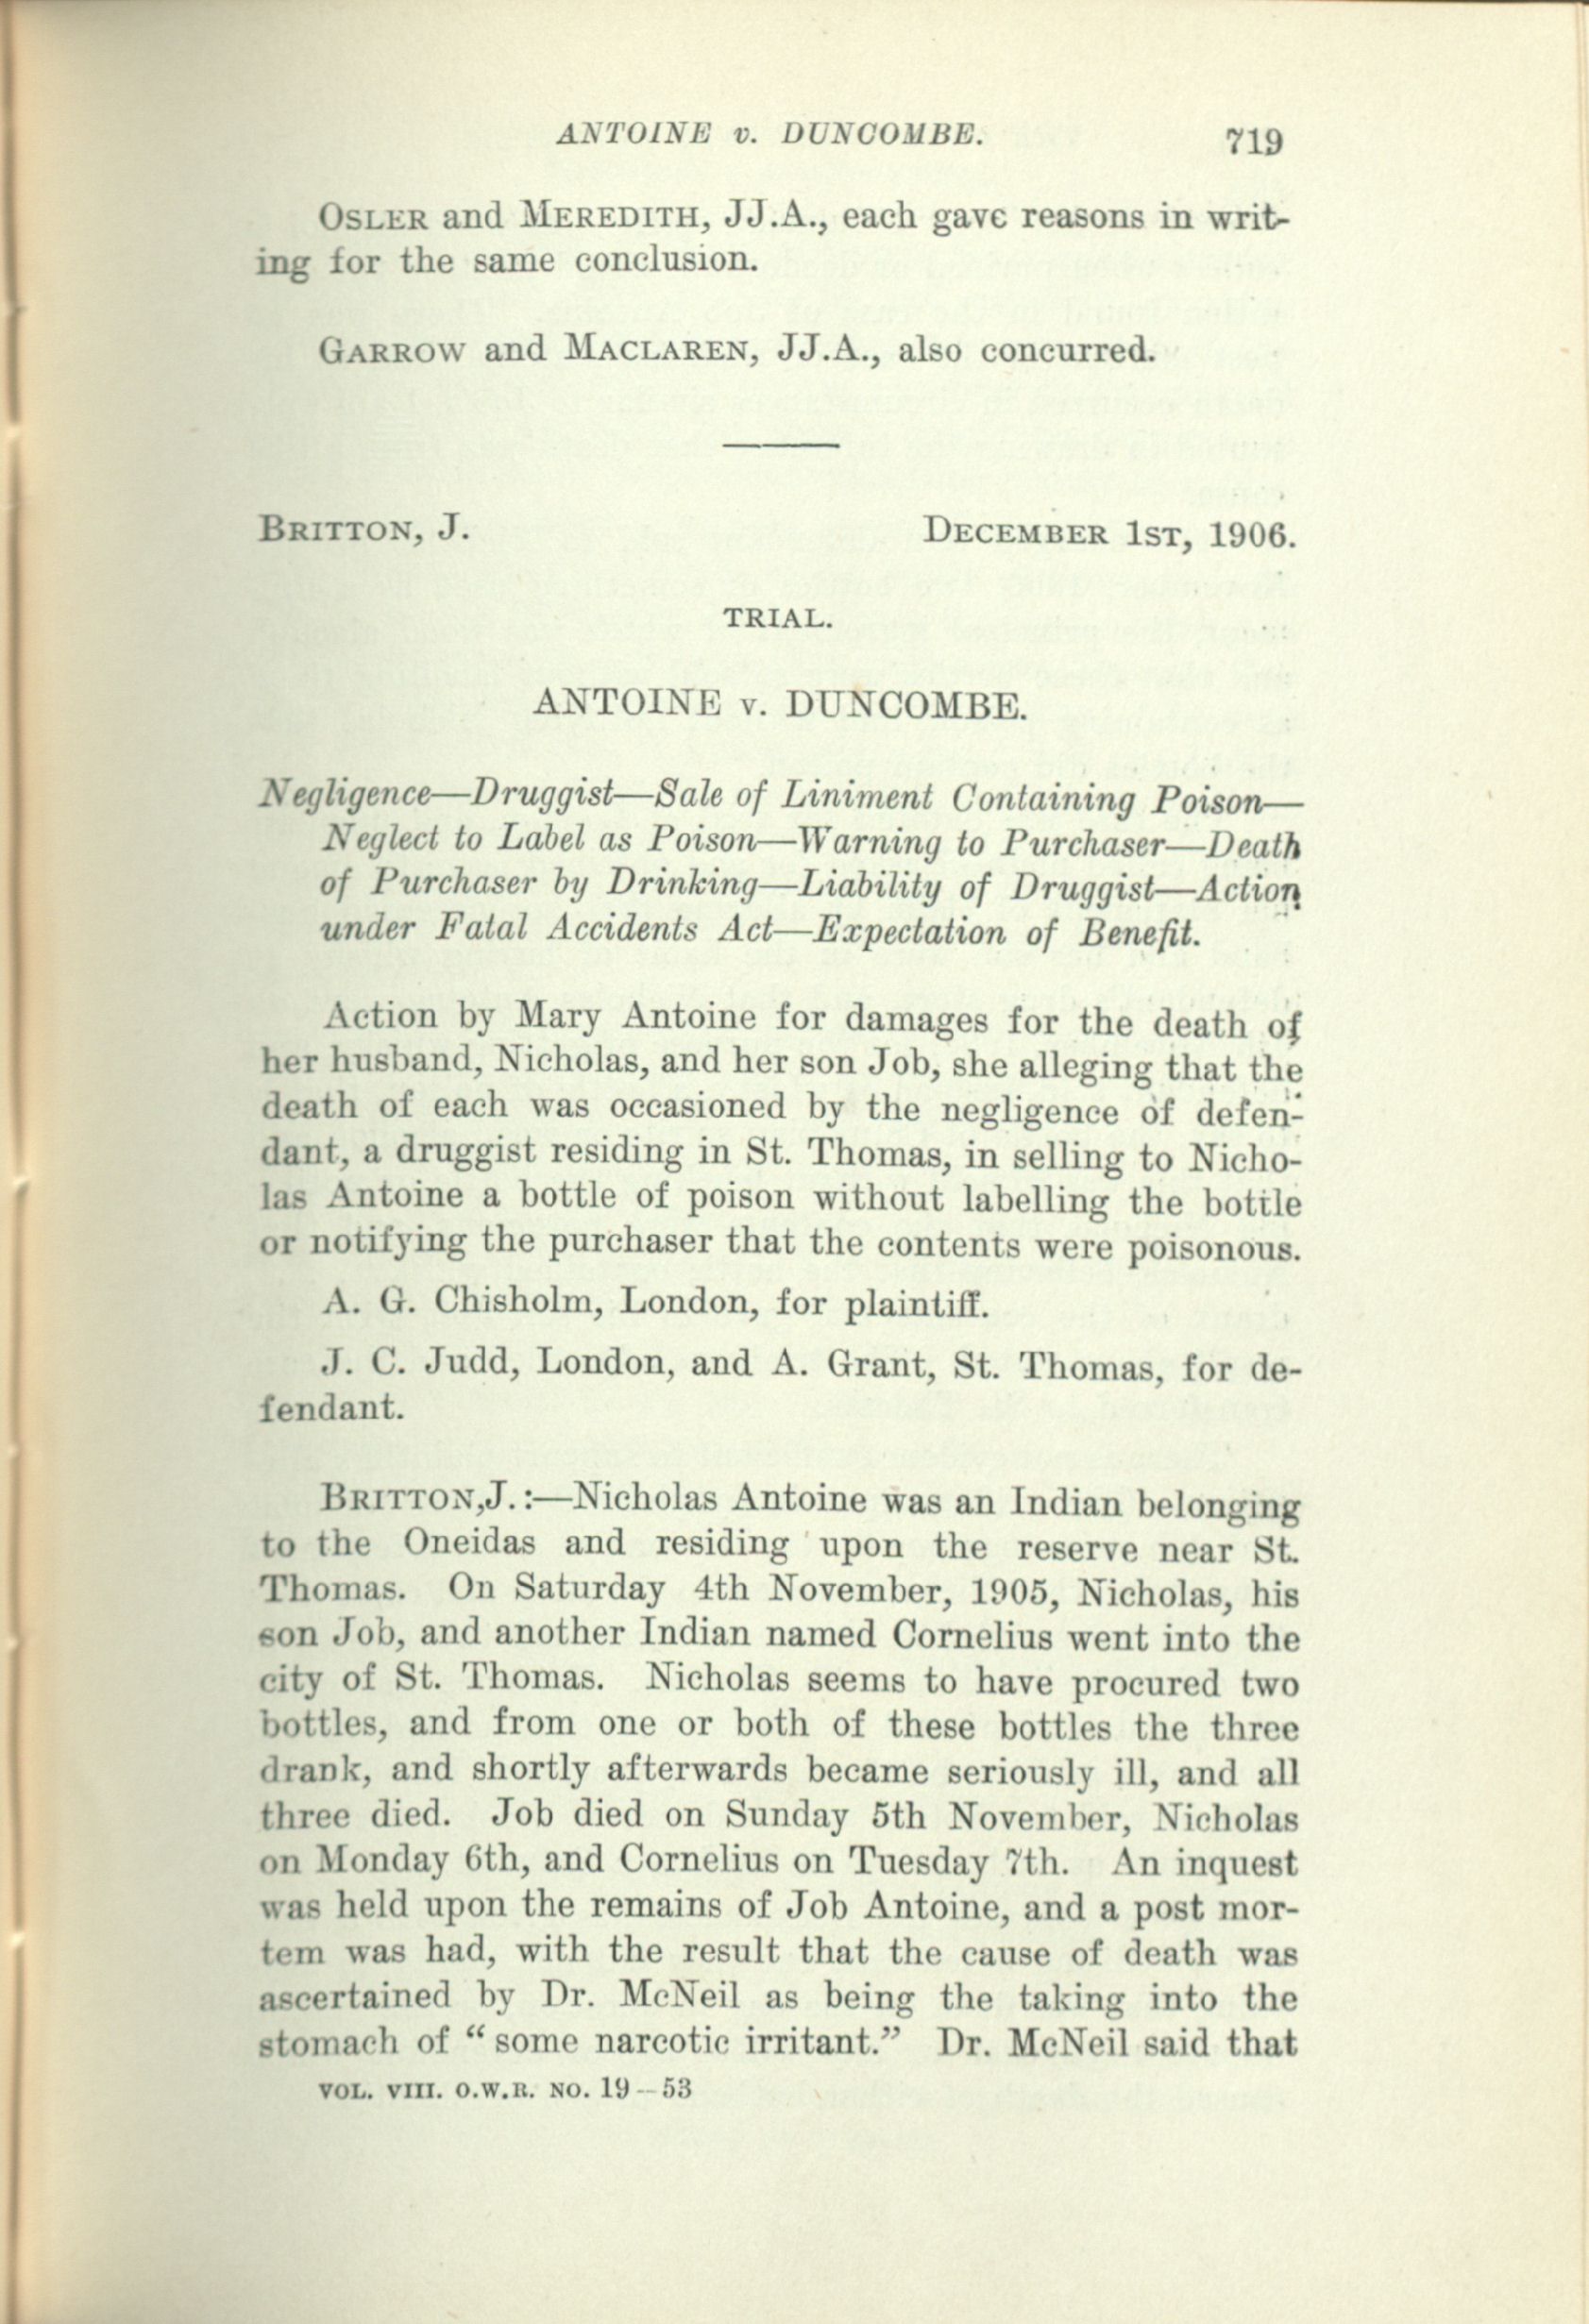 ANTOINE v. DUNCOMBE. 719
OSLER and MEREDITH, JJ.A., each gave reasons in writ-
ing for the same conclusion.
GARROW and MACLAREN, JJ.A., also concurred.
BRITTON, J. DECEMBER 1ST, 1906.
TRIAL.
ANTOINE v. DUNCOMBE.
Negligence—Druggist—Sale of Liniment Containing Poison—
Neglect to Label as Poison—Warning to Purchaser—Death
of Purchaser by Drinking—Liability of Druggist—Action
under Fatal Accidents Act—Expectation of Benefit.
Action by Mary Antoine for damages for the death of
her husband, Nicholas, and her son Job, she alleging that the
death of each was occasioned by the negligence of defen-
dant, a druggist residing in St. Thomas, in selling to Nicho-
las Antoine a bottle of poison without labelling the bottle
or notifying the purchaser that the contents were poisonous.
A. G. Chisholm, London, for plaintiff.
J. C. Judd, London, and A. Grant, St. Thomas, for de-
fendant.
BRITTON, J.:—Nicholas Antoine was an Indian belonging
to the Oneidas and residing upon the reserve near St.
Thomas. On Saturday 4th November, 1905, Nicholas, his
son Job, and another Indian named Cornelius went into the
city of St. Thomas. Nicholas seems to have procured two
bottles, and from one or both of these bottles the three
drank, and shortly afterwards became seriously ill, and all
three died. Job died on Sunday 5th November, Nicholas
on Monday 6th, and Cornelius on Tuesday 7th. An inquest
was held upon the remains of Job Antoine, and a post mor-
tem was had, with the result that the cause of death was
ascertained by Dr. McNeil as being the taking into the
stomach of "some narcotic irritant." Dr. McNeil said that
VOL. VIII. O.W.R. NO. 19—53